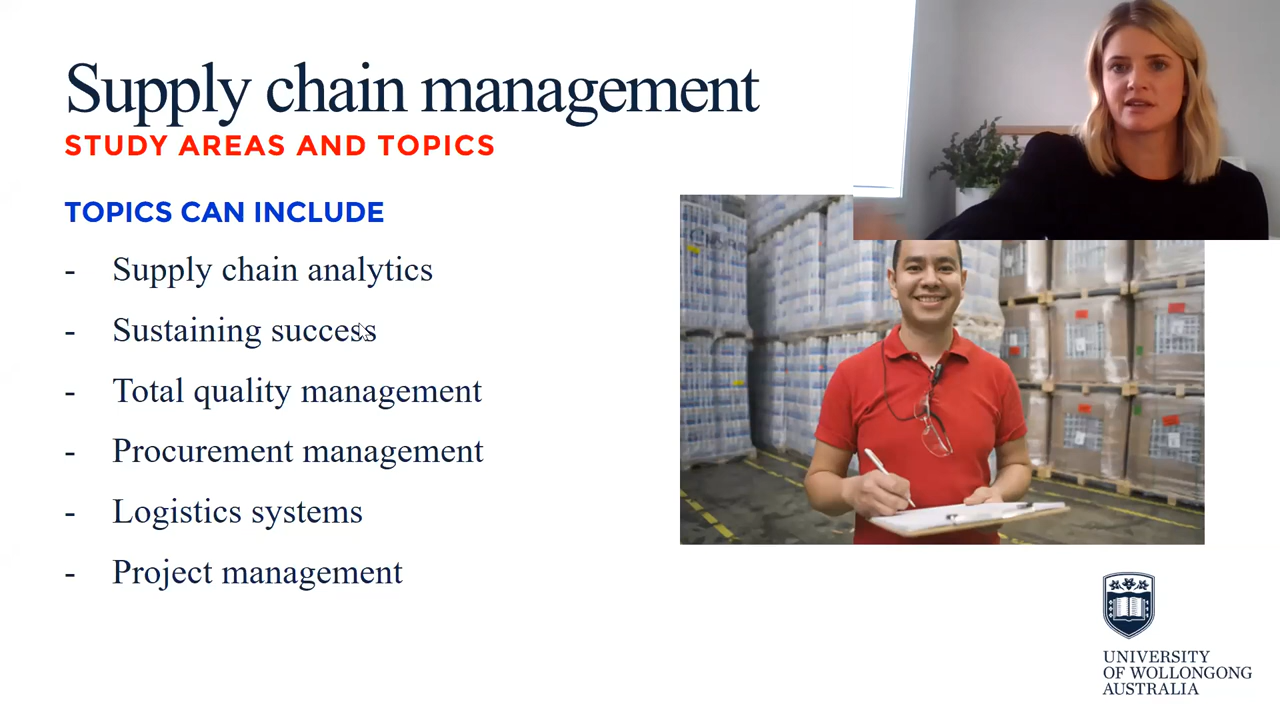 Supply chain management
STUDY AREAS AND TOPICS
TOPICS CAN INCLUDE
- Supply chain analytics
- Sustaining success
- Total quality management
- Procurement management
- Logistics systems
- Project management
UNIVERSITY
OF WOLLONGONG
AUSTRALIA